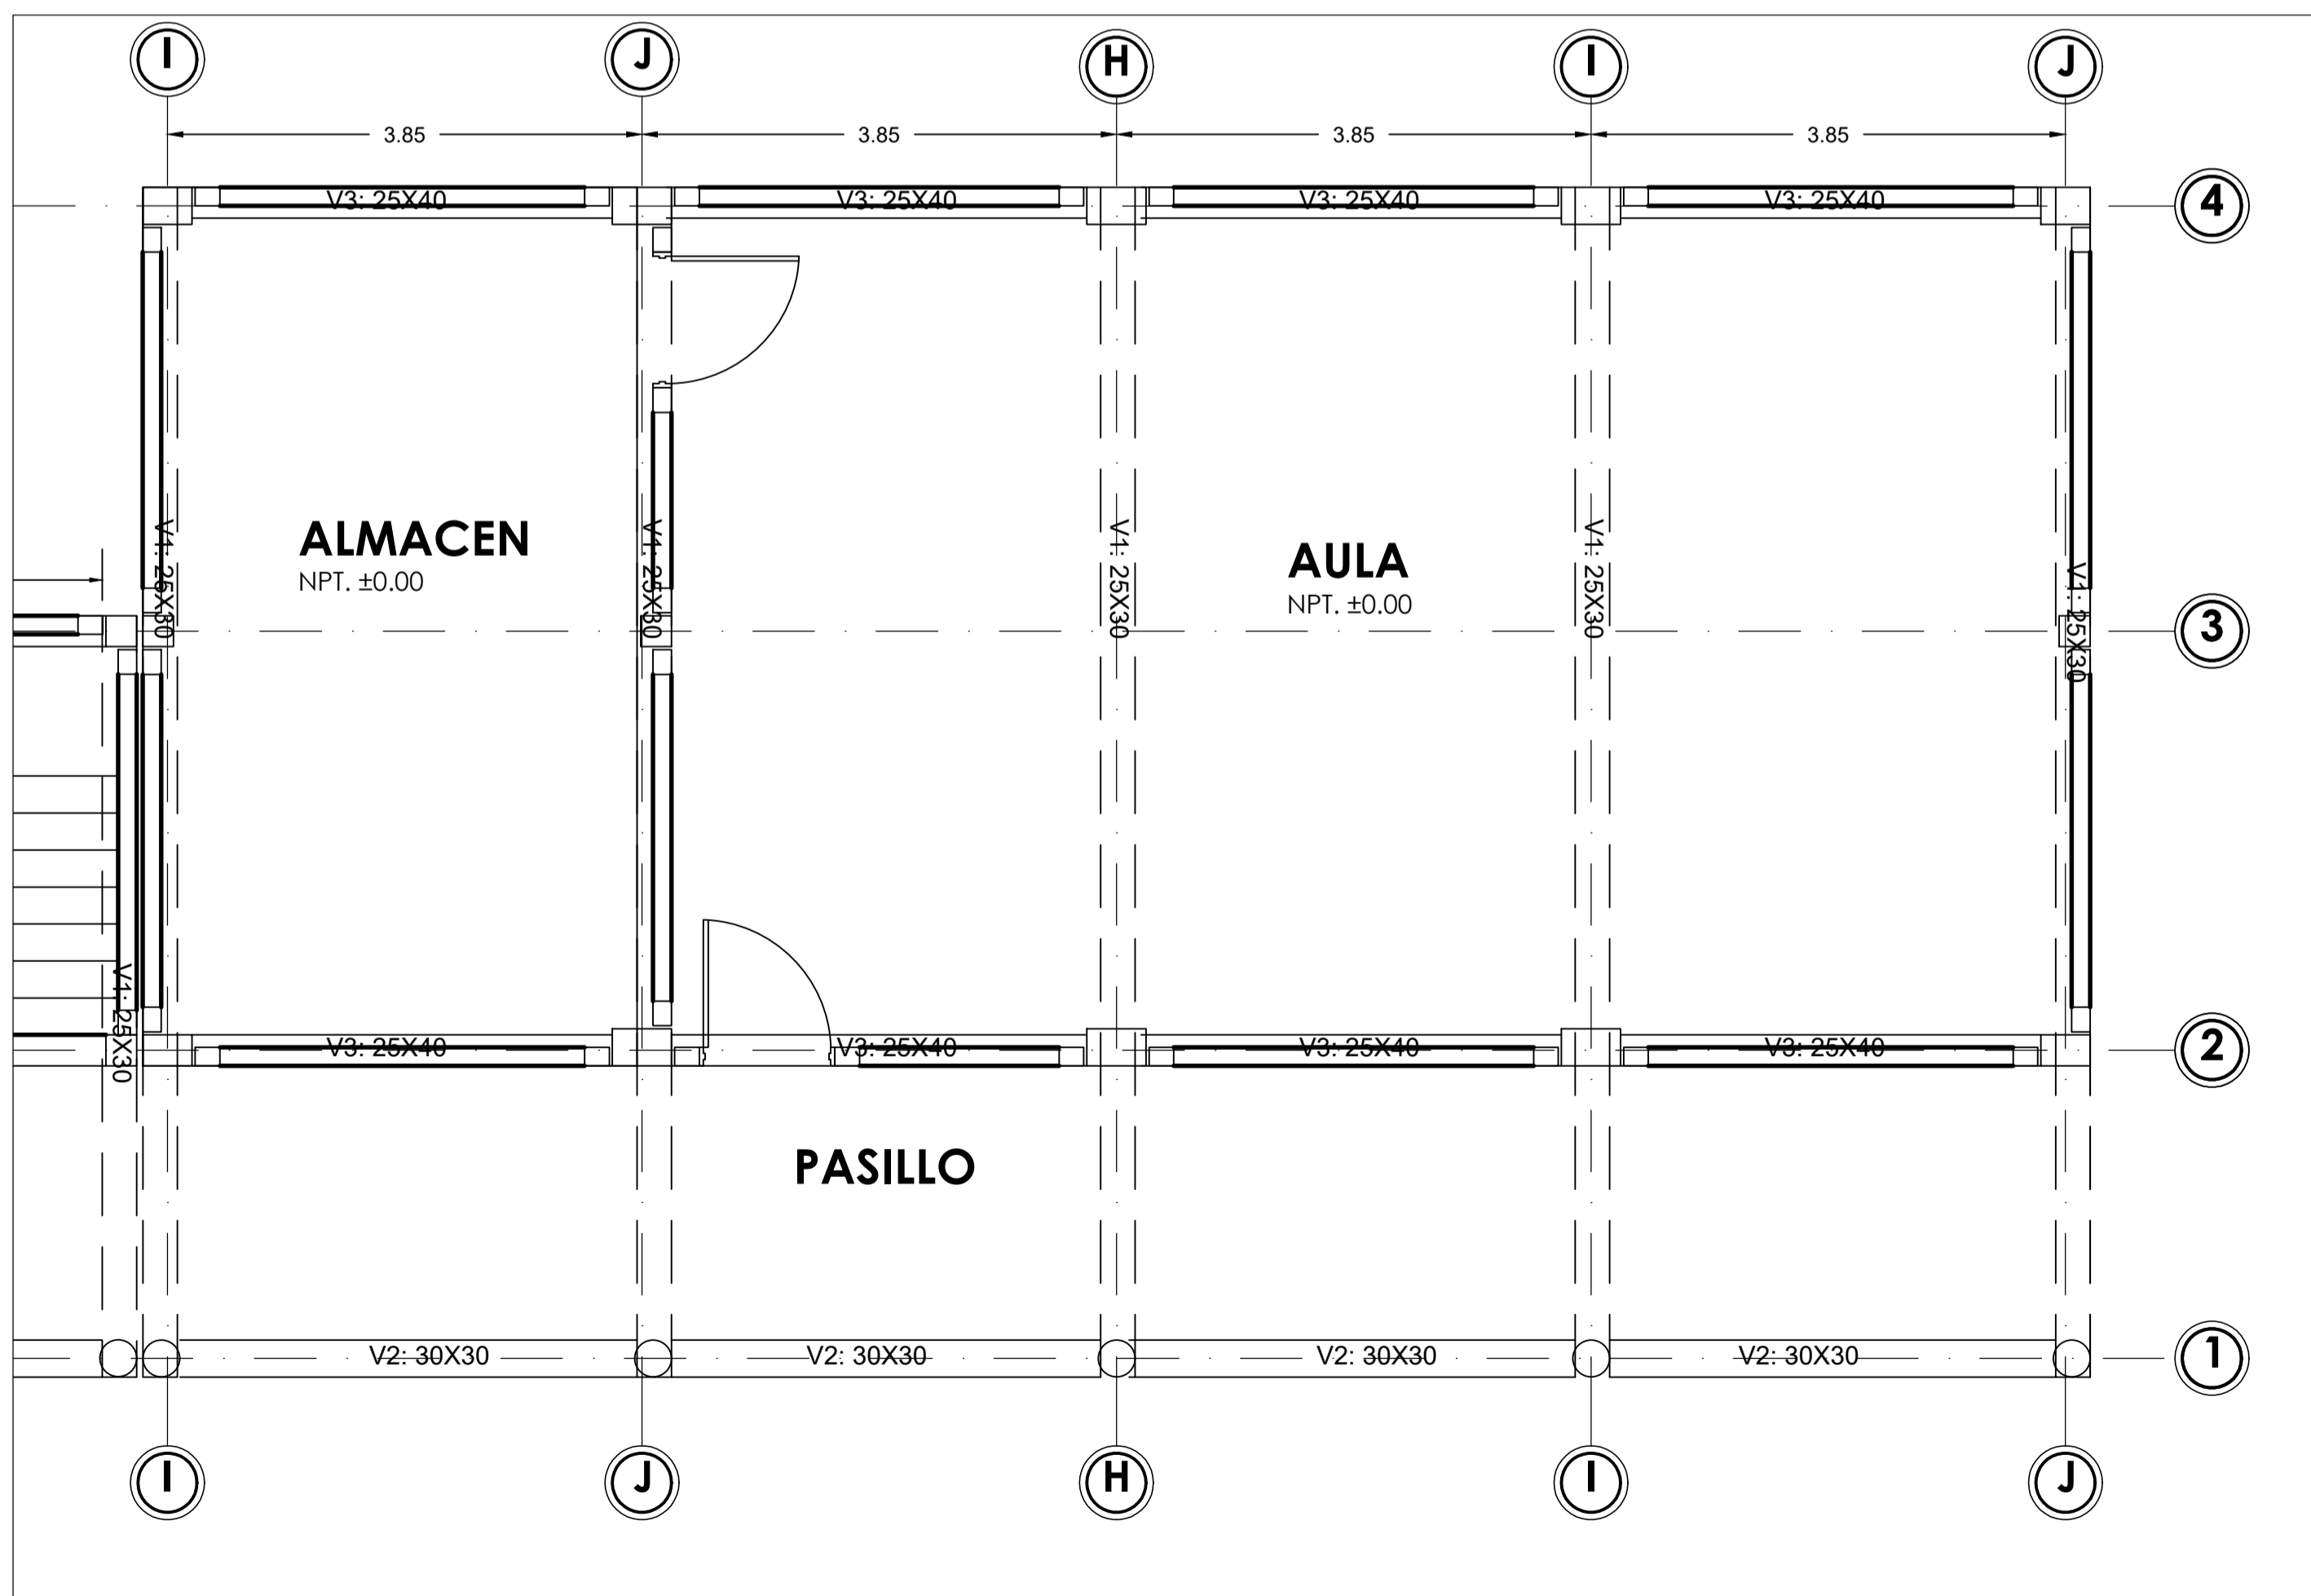 I
J
H
I
J
3.85
3.85
3.85
3.85
V3: 25X40
V3: 25X40
V3: 25X40
V3: 25X40
4
ALMACEN
NPT. ±0.00
AULA
NPT. ±0.00
V1: 25X30
V1: 25X30
V1: 25X30
V1: 25X30
V1: 25X30
3
V1: 25X30
V3: 25X40
V3: 25X40
V3: 25X40
V3: 25X40
2
PASILLO
V2: 30X30
V2: 30X30
V2: 30X30
V2: 30X30
1
I
J
H
I
J